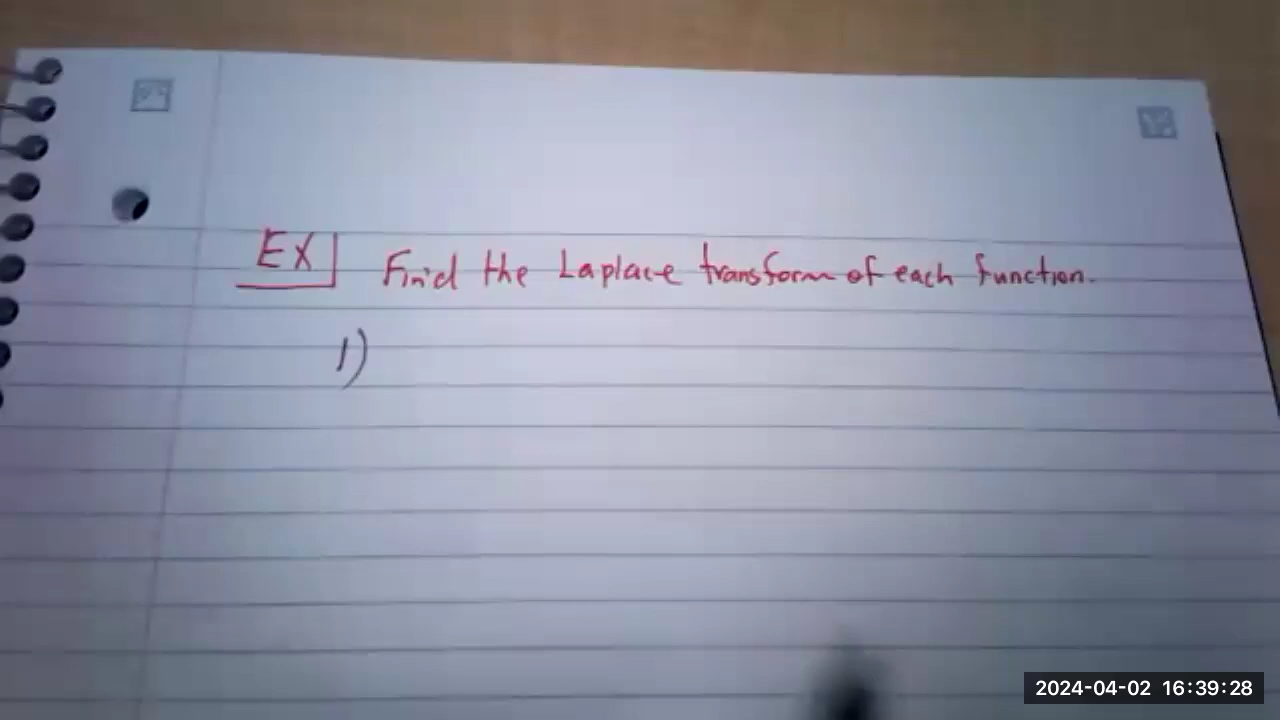 EX Find the Laplace transform of each function.
1)
2024-04-02 16:39:28